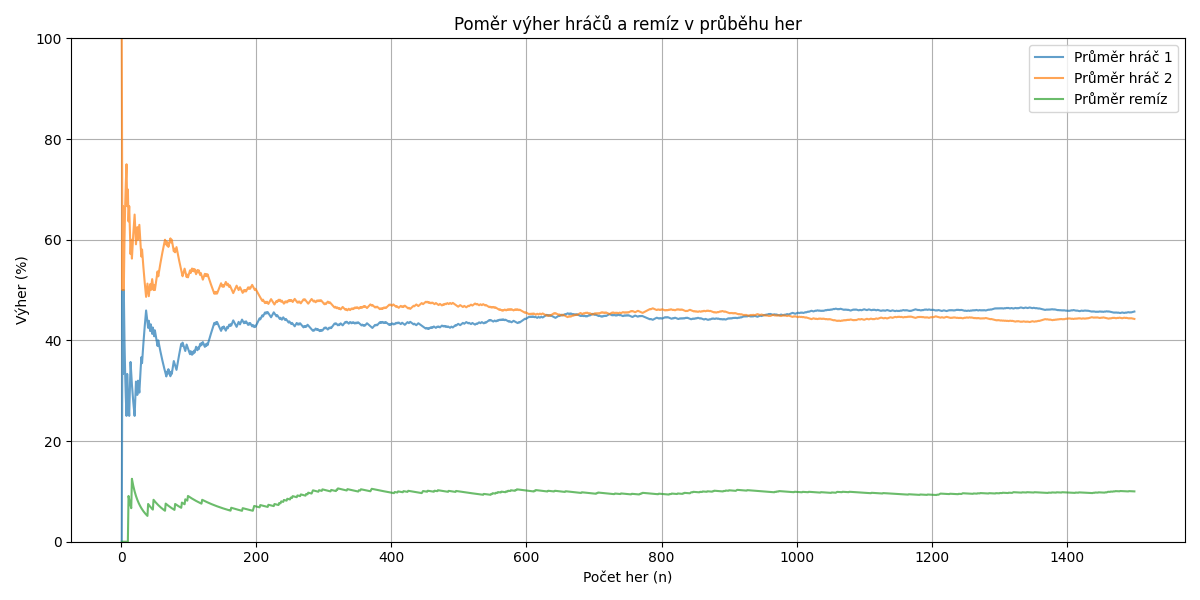 Poměr výher hráčů a remíz v průběhu her
100
80
60
40
20
0
Výher (%)
Průměr hráč 1
Průměr hráč 2
Průměr remíz
0 200 400 600 800 1000 1200 1400
Počet her (n)